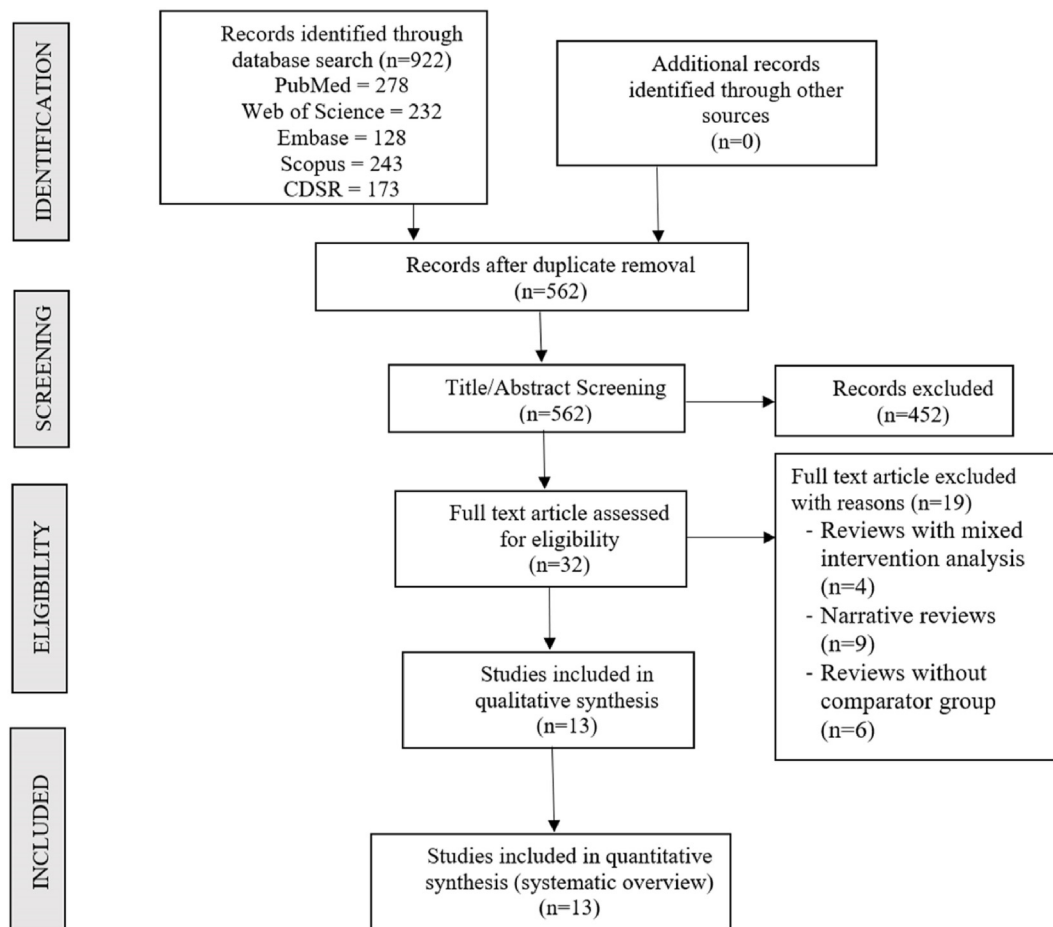 IDENTIFICATION
Records identified through
database search (n=922)
PubMed = 278
Web of Science = 232
Embase = 128
Scopus = 243
CDSR = 173
Additional records
identified through other
sources
(n=0)
Records after duplicate removal
(n=562)
SCREENING
Title/Abstract Screening
(n=562)
Records excluded
(n=452)
ELIGIBILITY
Full text article assessed
for eligibility
(n=32)
Full text article excluded
with reasons (n=19)
- Reviews with mixed
intervention analysis
(n=4)
- Narrative reviews
(n=9)
- Reviews without
comparator group
(n=6)
Studies included in
qualitative synthesis
(n=13)
INCLUDED
Studies included in quantitative
synthesis (systematic overview)
(n=13)